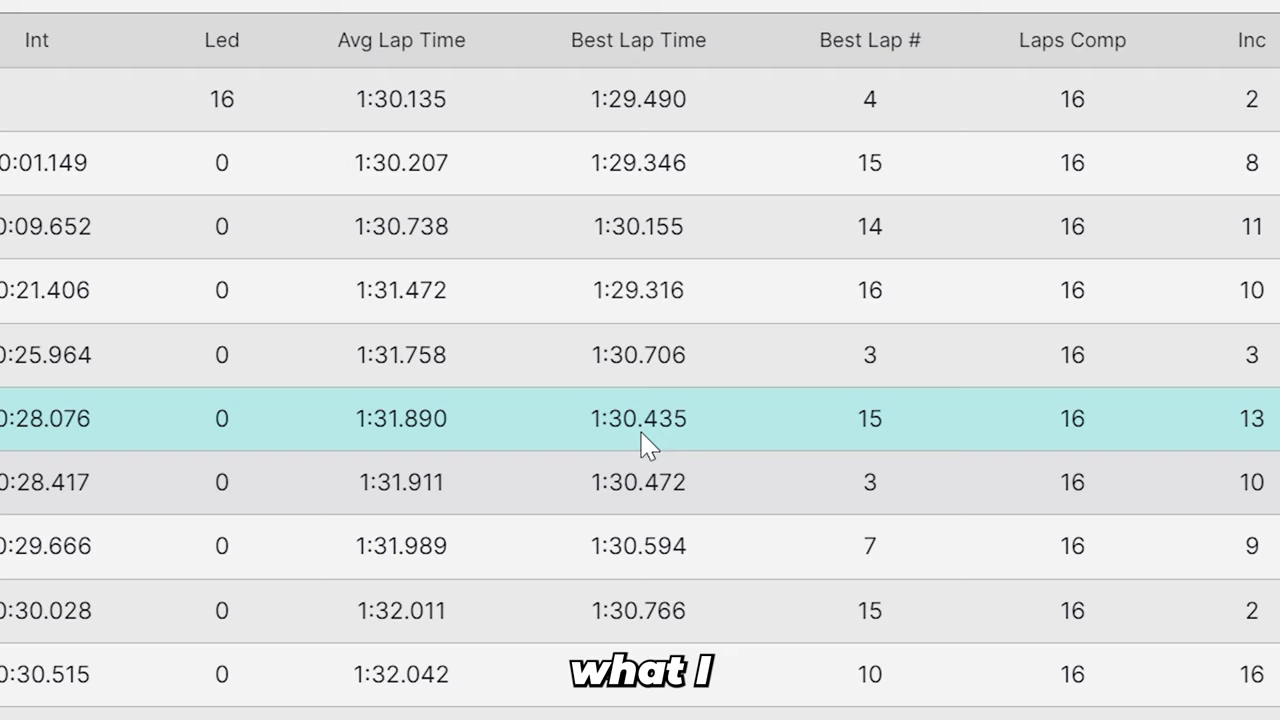 Int Led Avg Lap Time Best Lap Time Best Lap # Laps Comp Inc
16 1:30.135 1:29.490 4 16 2
0:01.149 0 1:30.207 1:29.346 15 16 8
0:09.652 0 1:30.738 1:30.155 14 16 11
0:21.406 0 1:31.472 1:29.316 16 16 10
0:25.964 0 1:31.758 1:30.706 3 16 3
0:28.076 0 1:31.890 1:30.435 15 16 13
0:28.417 0 1:31.911 1:30.472 3 16 10
0:29.666 0 1:31.989 1:30.594 7 16 9
0:30.028 0 1:32.011 1:30.766 15 16 2
0:30.515 0 1:32.042 what I 10 16 16